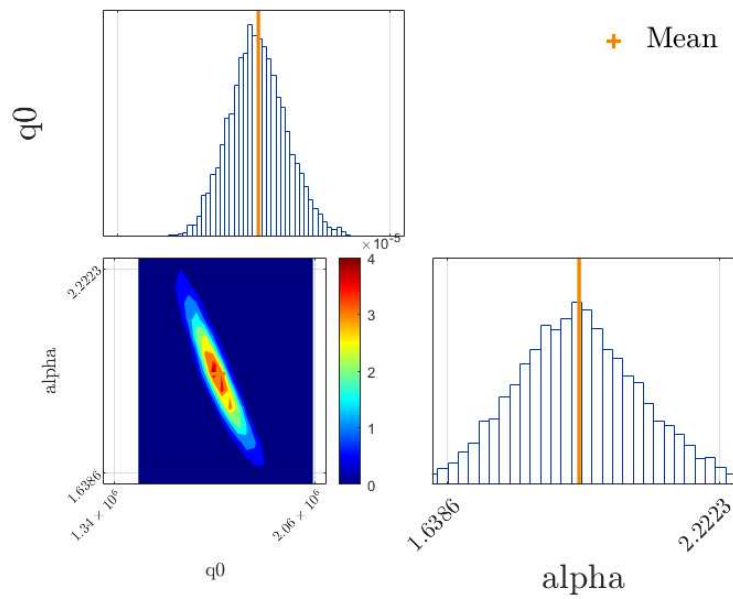 Mean
q0
× 10⁻⁵
2.2223
alpha
1.6386
4
3
2
1
0
1.34 × 10⁶
2.06 × 10⁶
q0
1.6386
2.2223
alpha